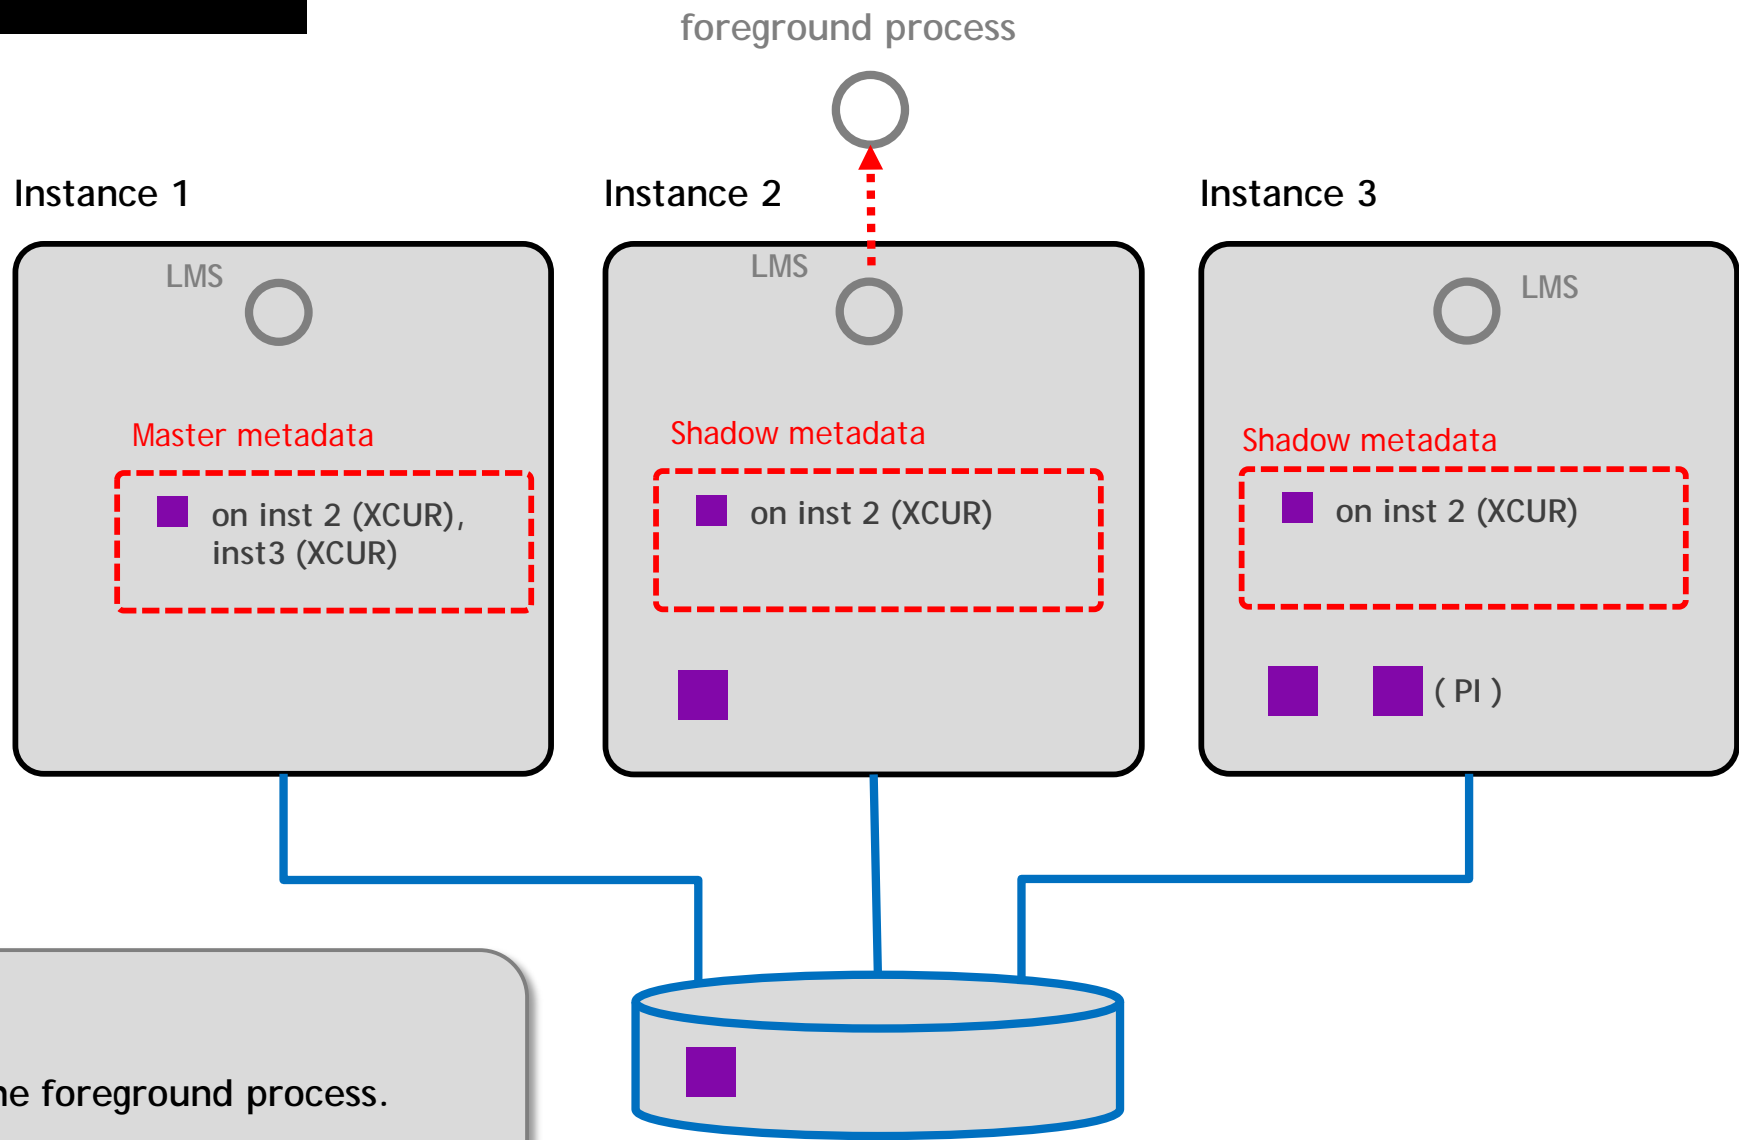 foreground process
Instance 1
Instance 2
Instance 3
LMS
LMS
LMS
Master metadata
on inst 2 (XCUR),
inst3 (XCUR)
Shadow metadata
on inst 2 (XCUR)
Shadow metadata
on inst 2 (XCUR)
( PI )
foreground process.